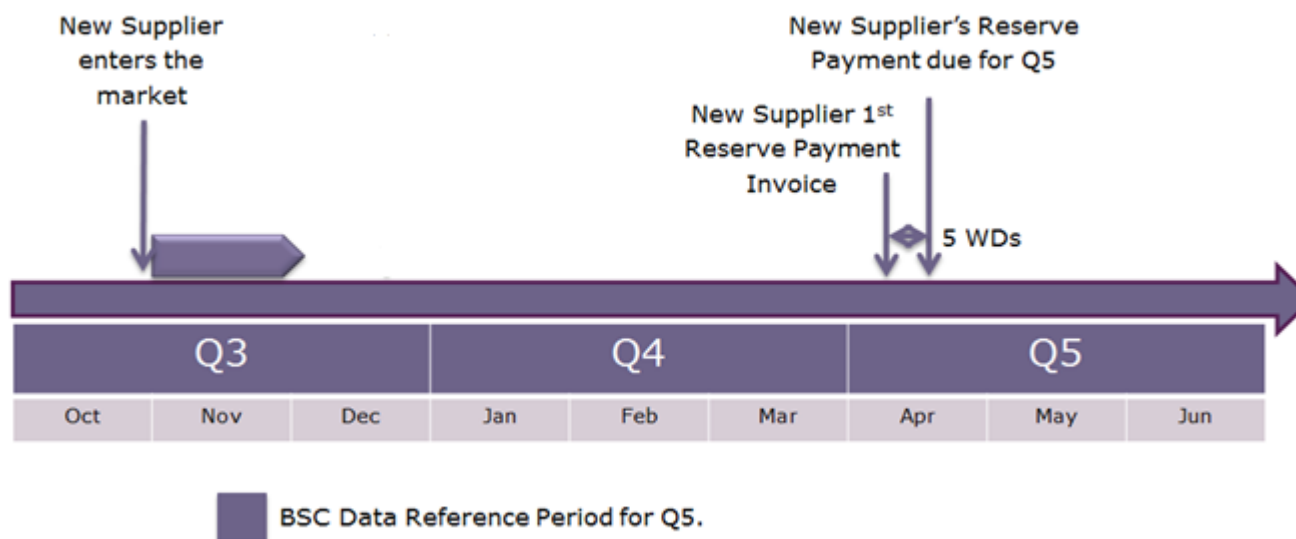 New Supplier
enters the
market
New Supplier’s Reserve
Payment due for Q5
New Supplier 1st
Reserve Payment
Invoice
5 WDs
Q3 Q4 Q5
Oct Nov Dec Jan Feb Mar Apr May Jun
BSC Data Reference Period for Q5.